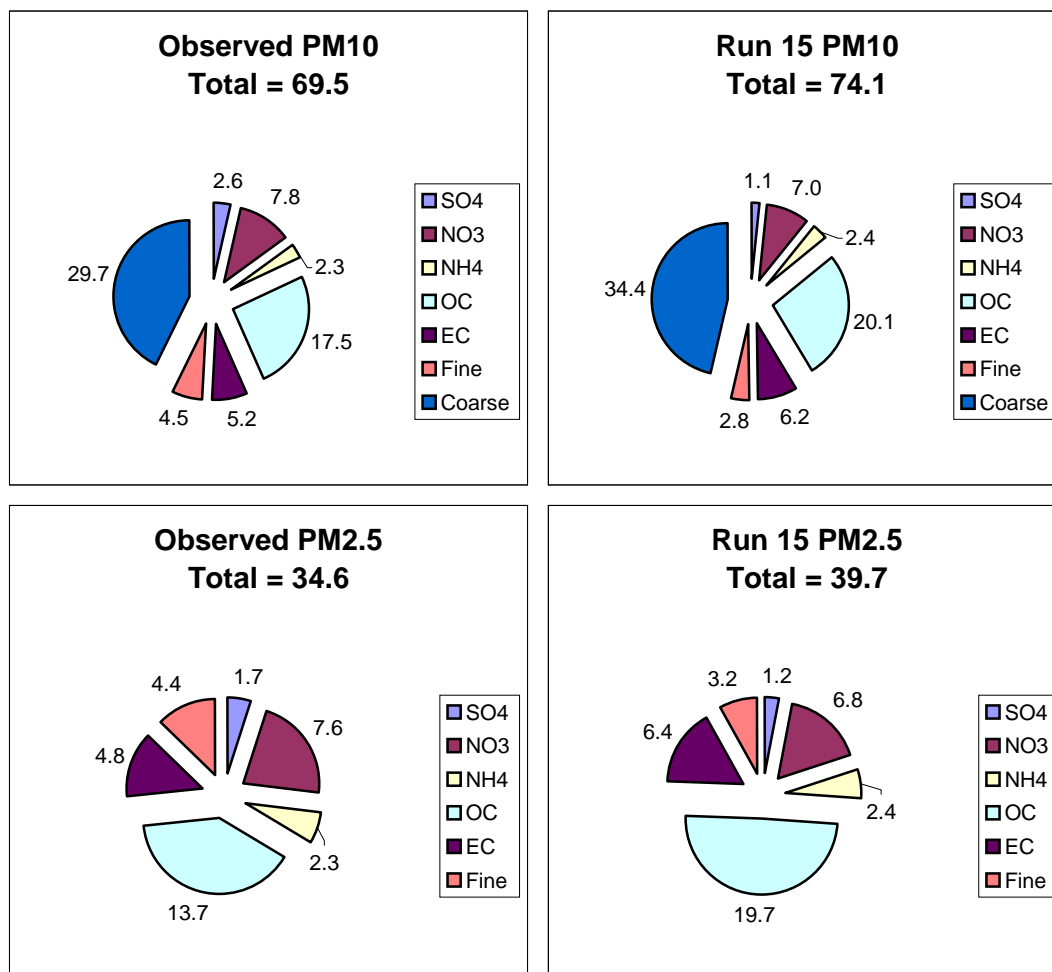 Observed PM10
Total = 69.5
2.6
7.8
2.3
17.5
5.2
4.5
29.7
SO4
NO3
NH4
OC
EC
Fine
Coarse
Run 15 PM10
Total = 74.1
1.1
7.0
2.4
20.1
6.2
2.8
34.4
SO4
NO3
NH4
OC
EC
Fine
Coarse
Observed PM2.5
Total = 34.6
1.7
7.6
2.3
13.7
4.8
4.4
SO4
NO3
NH4
OC
EC
Fine
Run 15 PM2.5
Total = 39.7
1.2
6.8
2.4
19.7
6.4
3.2
SO4
NO3
NH4
OC
EC
Fine